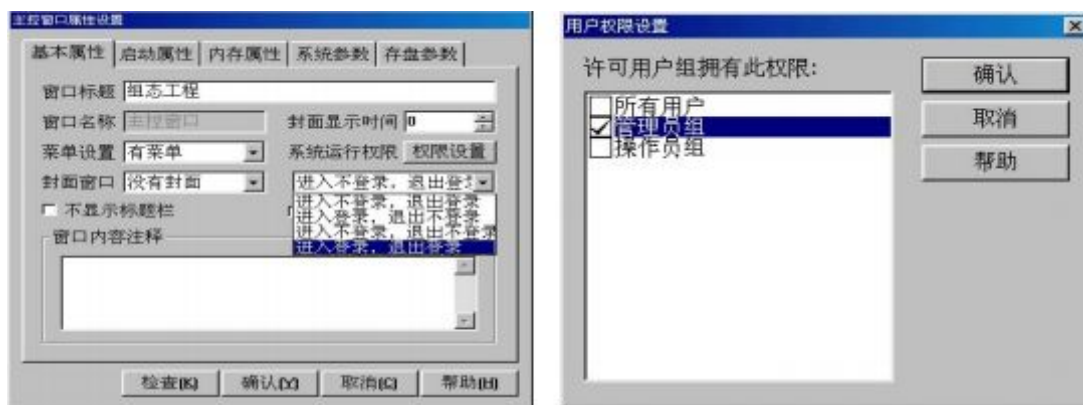 主控窗口属性设置
基本属性 启动属性 内存属性 系统参数 存盘参数
窗口标题 组态工程
窗口名称 主控窗口 封面显示时间 0
菜单设置 有菜单 系统运行权限 权限设置
封面窗口 没有封面 进入不登录，退出登
不显示标题栏
进入不登录，退出登录
进入登录，退出不登录
进入不登录，退出不登录
进入登录，退出登录
窗口内容注释
检查(K) 确认(Y) 取消(C) 帮助(H)
用户权限设置
许可用户组拥有此权限:
所有用户
管理员组
操作员组
确认
取消
帮助